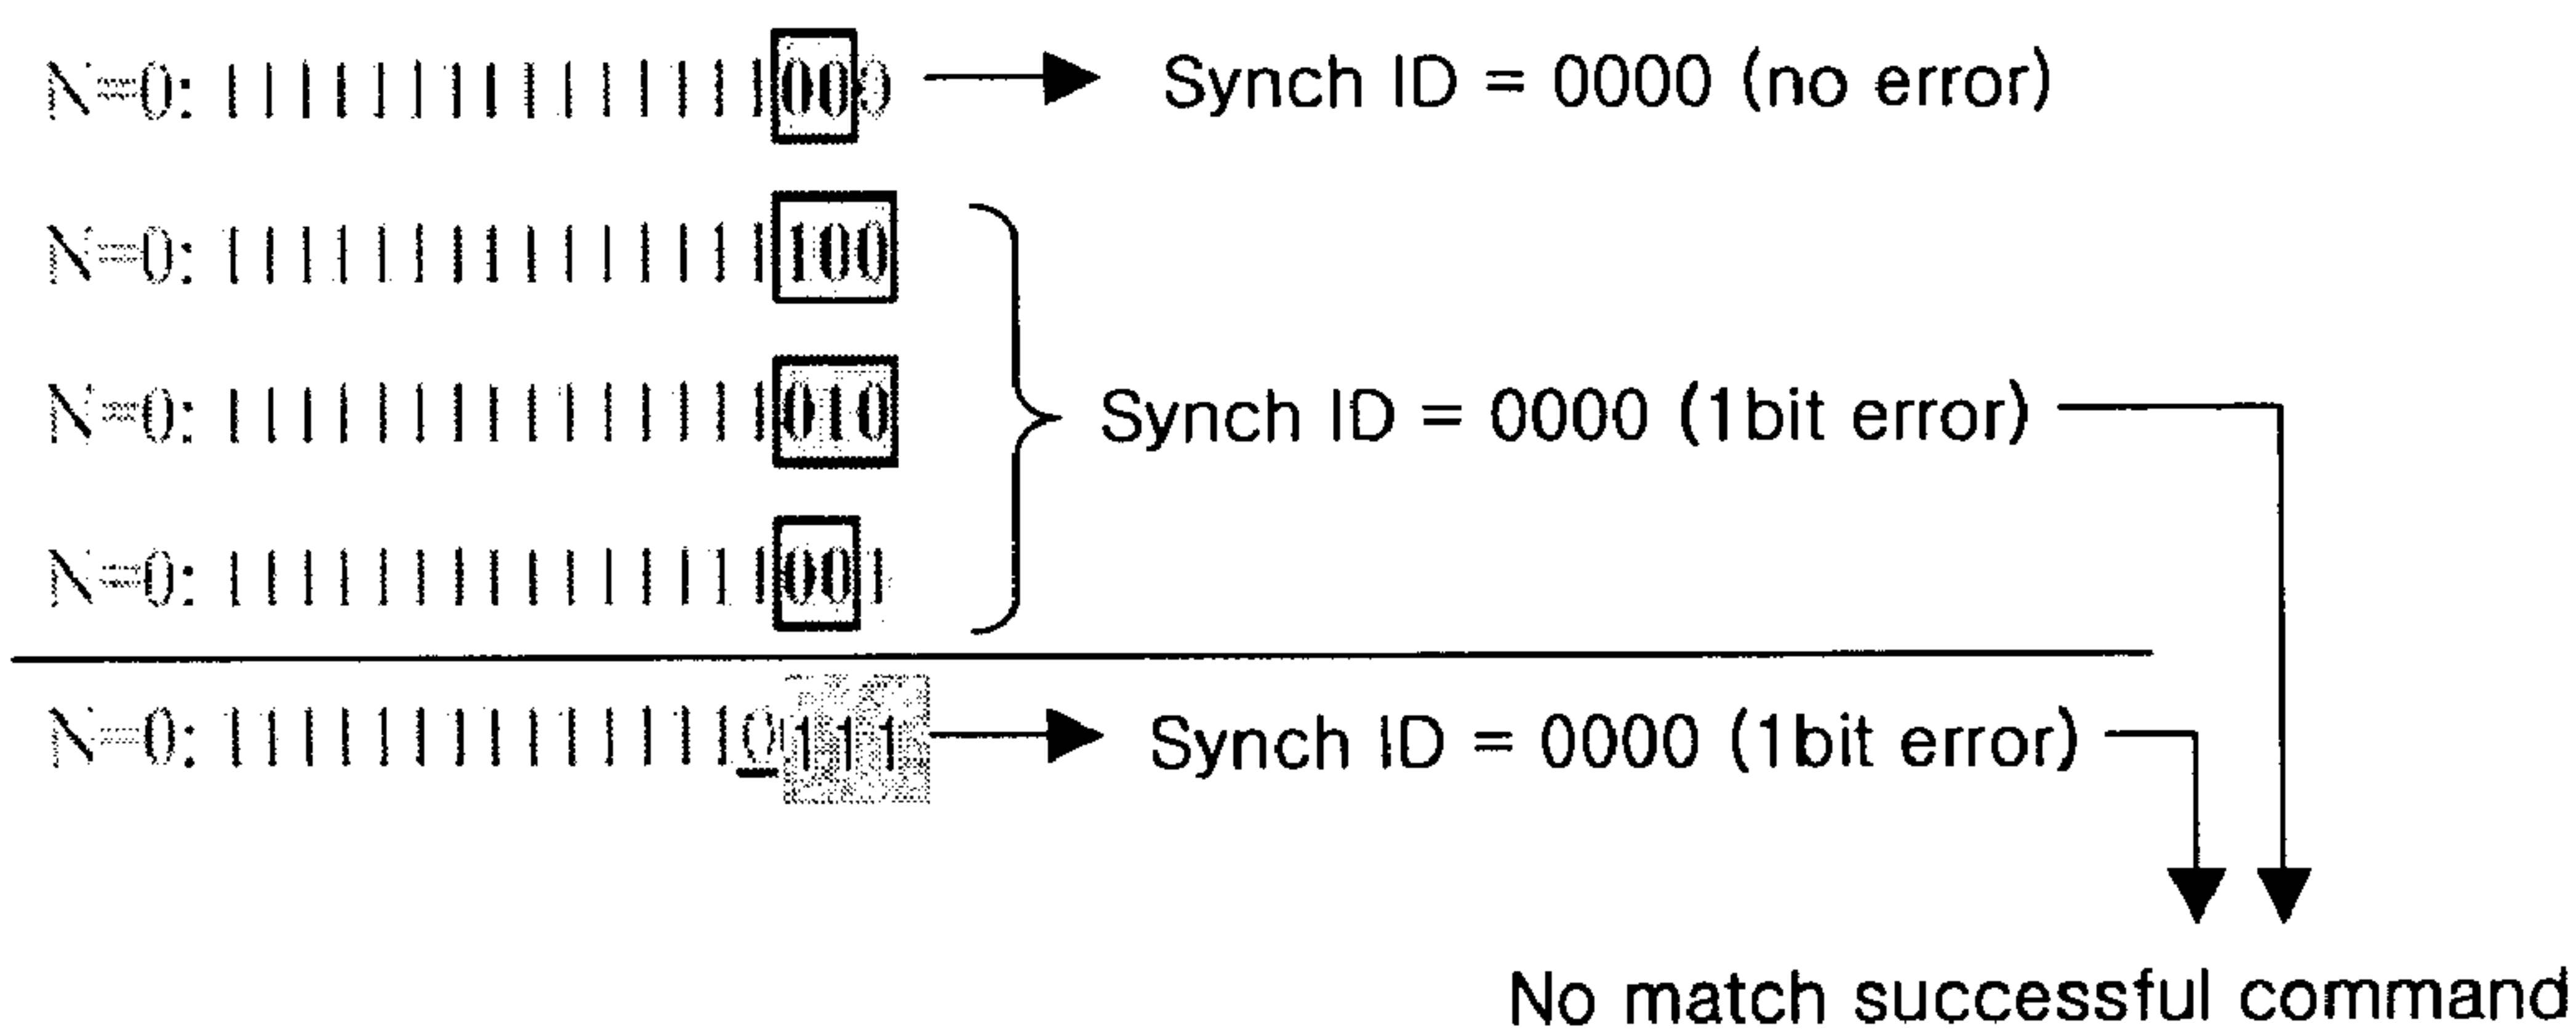 N=0: 111111111111111000 Synch ID = 0000 (no error)
N=0: 111111111111111100
N=0: 111111111111111010 Synch ID = 0000 (1bit error)
N=0: 111111111111111001
N=0: 111111111111110111 Synch ID = 0000 (1bit error)
No match successful command